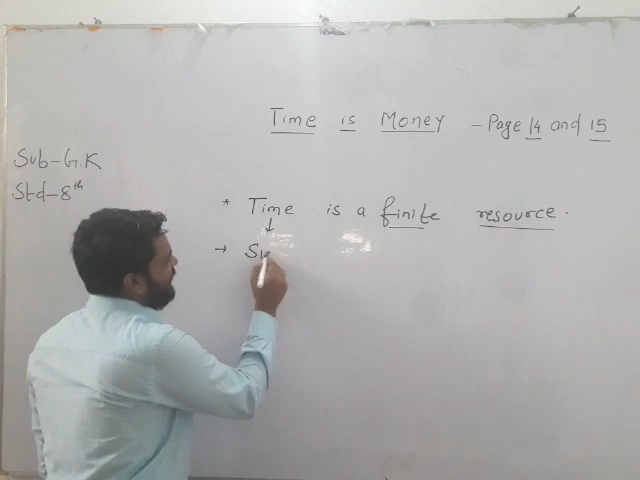 Time is Money - Page 14 and 15
Sub-G.K
Std-8th
* Time is a finite resource.
↓
→